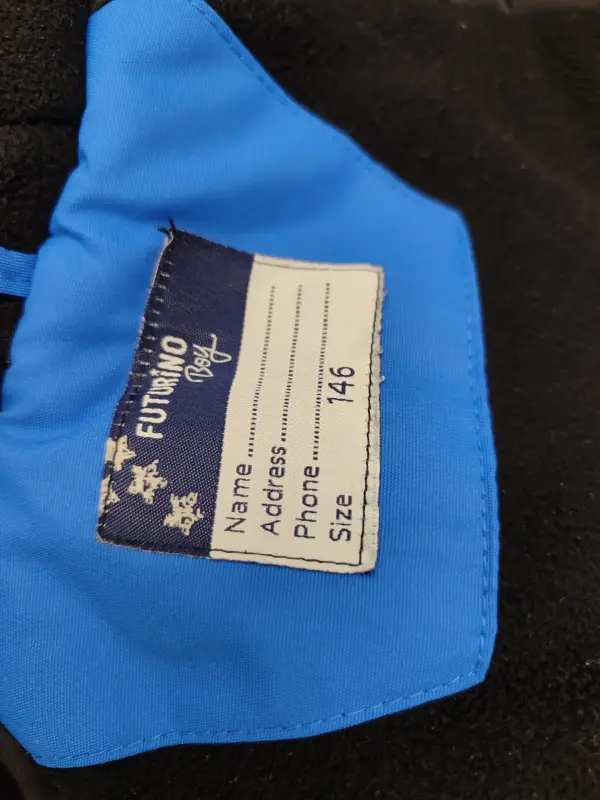 FUTURINO
Boy
Name ....................
Address ....................
Phone ....................
Size 146